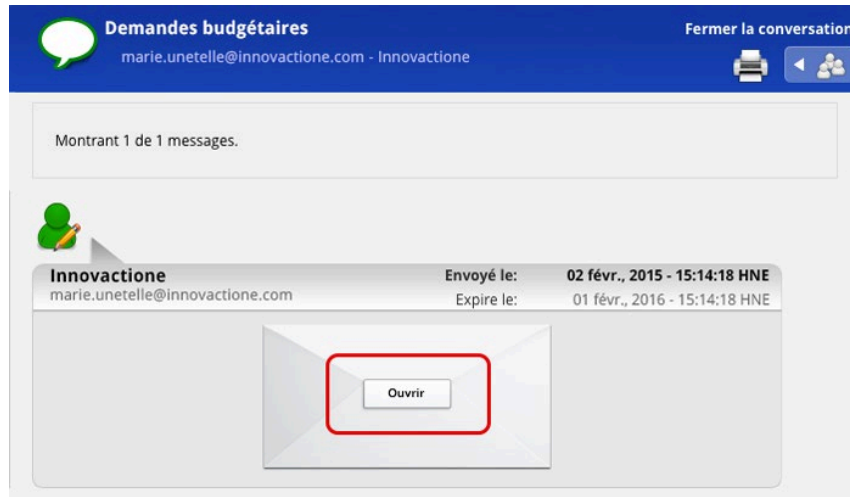 Demandes budgétaires
Fermer la conversation
marie.unetelle@innovactione.com - Innovactione
Montrant 1 de 1 messages.
Innovactione
Envoyé le:
02 févr., 2015 - 15:14:18 HNE
marie.unetelle@innovactione.com
Expire le:
01 févr., 2016 - 15:14:18 HNE
Ouvrir